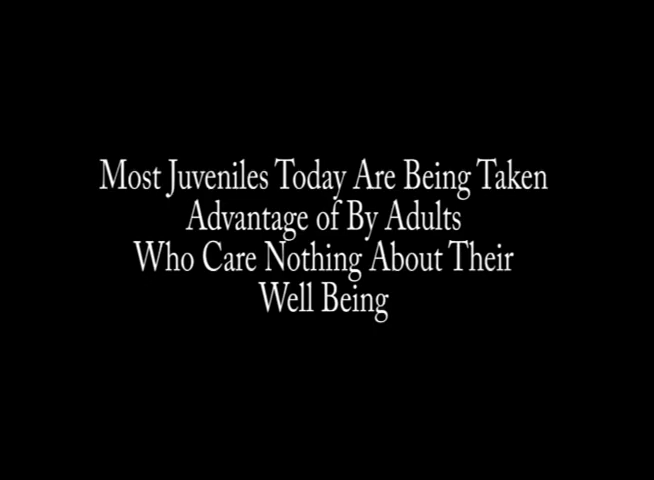 Most Juveniles Today Are Being Taken
Advantage of By Adults
Who Care Nothing About Their
Well Being